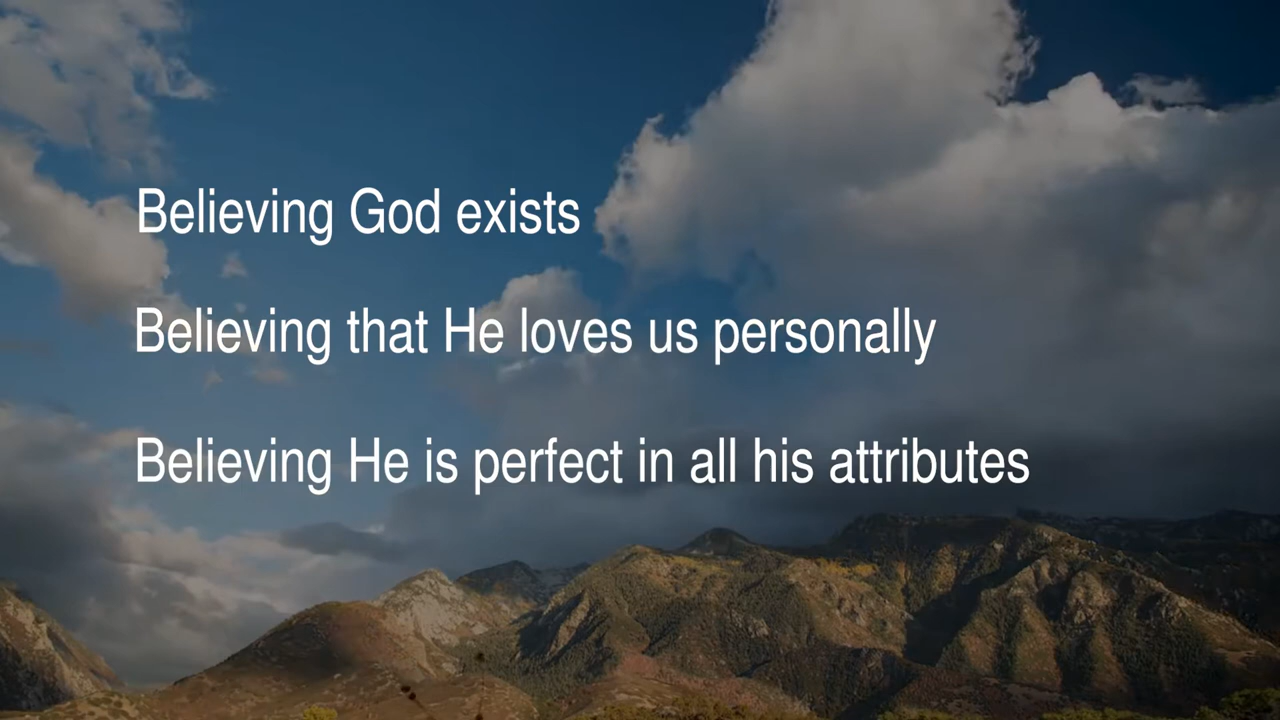 Believing God exists
Believing that He loves us personally
Believing He is perfect in all his attributes